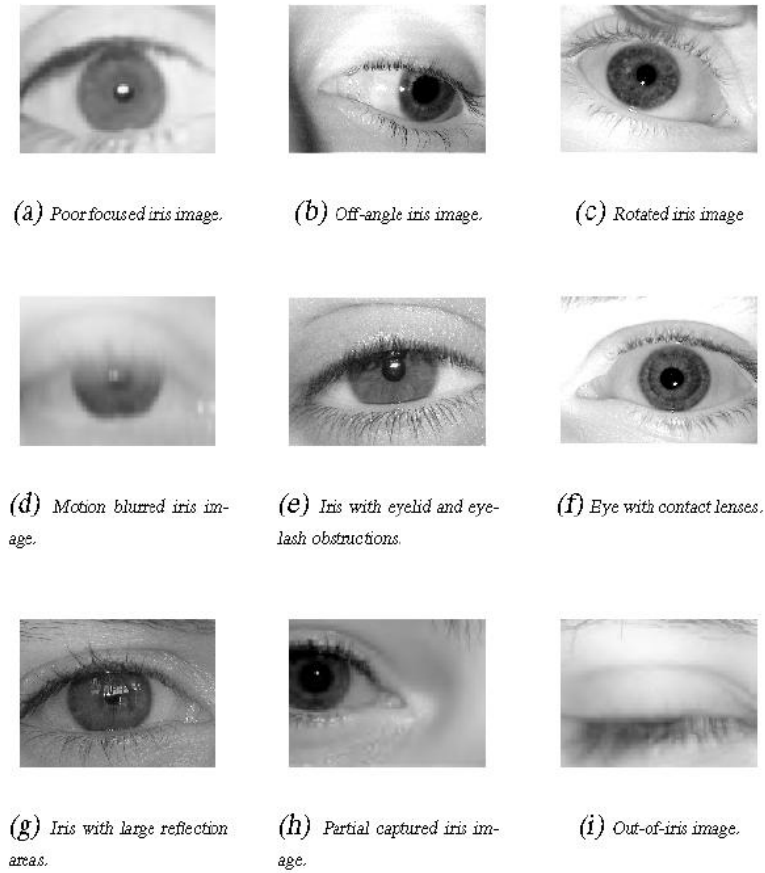 (a) Poor focused iris image.
(b) Off-angle iris image.
(c) Rotated iris image
(d) Motion blurred iris im-
age.
(e) Iris with eyelid and eye-
lash obstructions.
(f) Eye with contact lenses.
(g) Iris with large reflection
areas.
(h) Partial captured iris im-
age.
(i) Out-of-iris image.